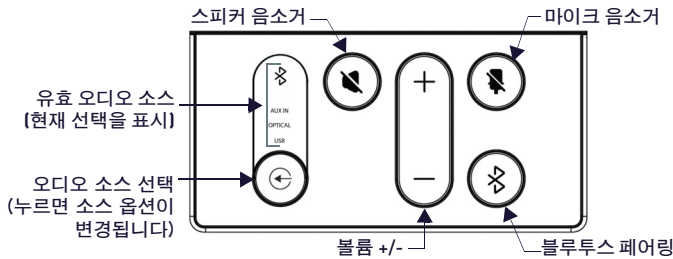 스피커 음소거
마이크 음소거
유효 오디오 소스
(현재 선택을 표시)
AUX IN
OPTICAL
USB
오디오 소스 선택
(누르면 소스 옵션이
변경됩니다)
볼륨 +/-
블루투스 페어링